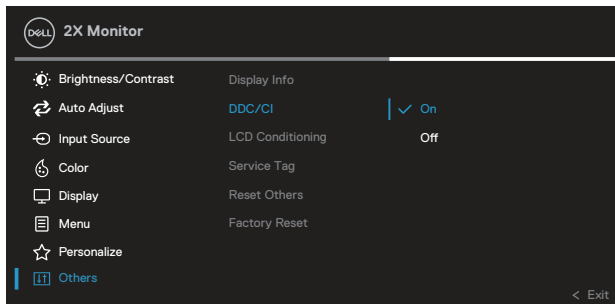 DELL 2X Monitor
Brightness/Contrast
Auto Adjust
Input Source
Color
Display
Menu
Personalize
Others
Display Info
DDC/CI
LCD Conditioning
Service Tag
Reset Others
Factory Reset
On
Off
< Exit